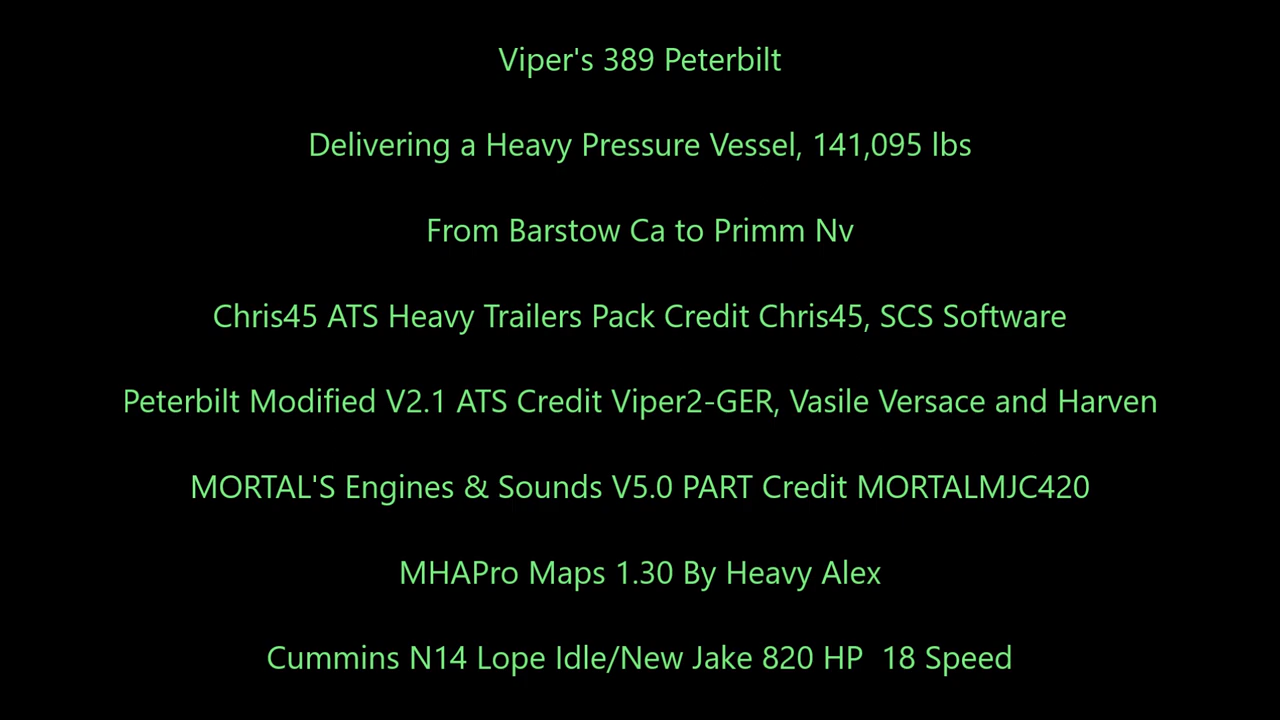 Viper's 389 Peterbilt
Delivering a Heavy Pressure Vessel, 141,095 lbs
From Barstow Ca to Primm Nv
Chris45 ATS Heavy Trailers Pack Credit Chris45, SCS Software
Peterbilt Modified V2.1 ATS Credit Viper2-GER, Vasile Versace and Harven
MORTAL'S Engines & Sounds V5.0 PART Credit MORTALMJC420
MHAPro Maps 1.30 By Heavy Alex
Cummins N14 Lope Idle/New Jake 820 HP  18 Speed